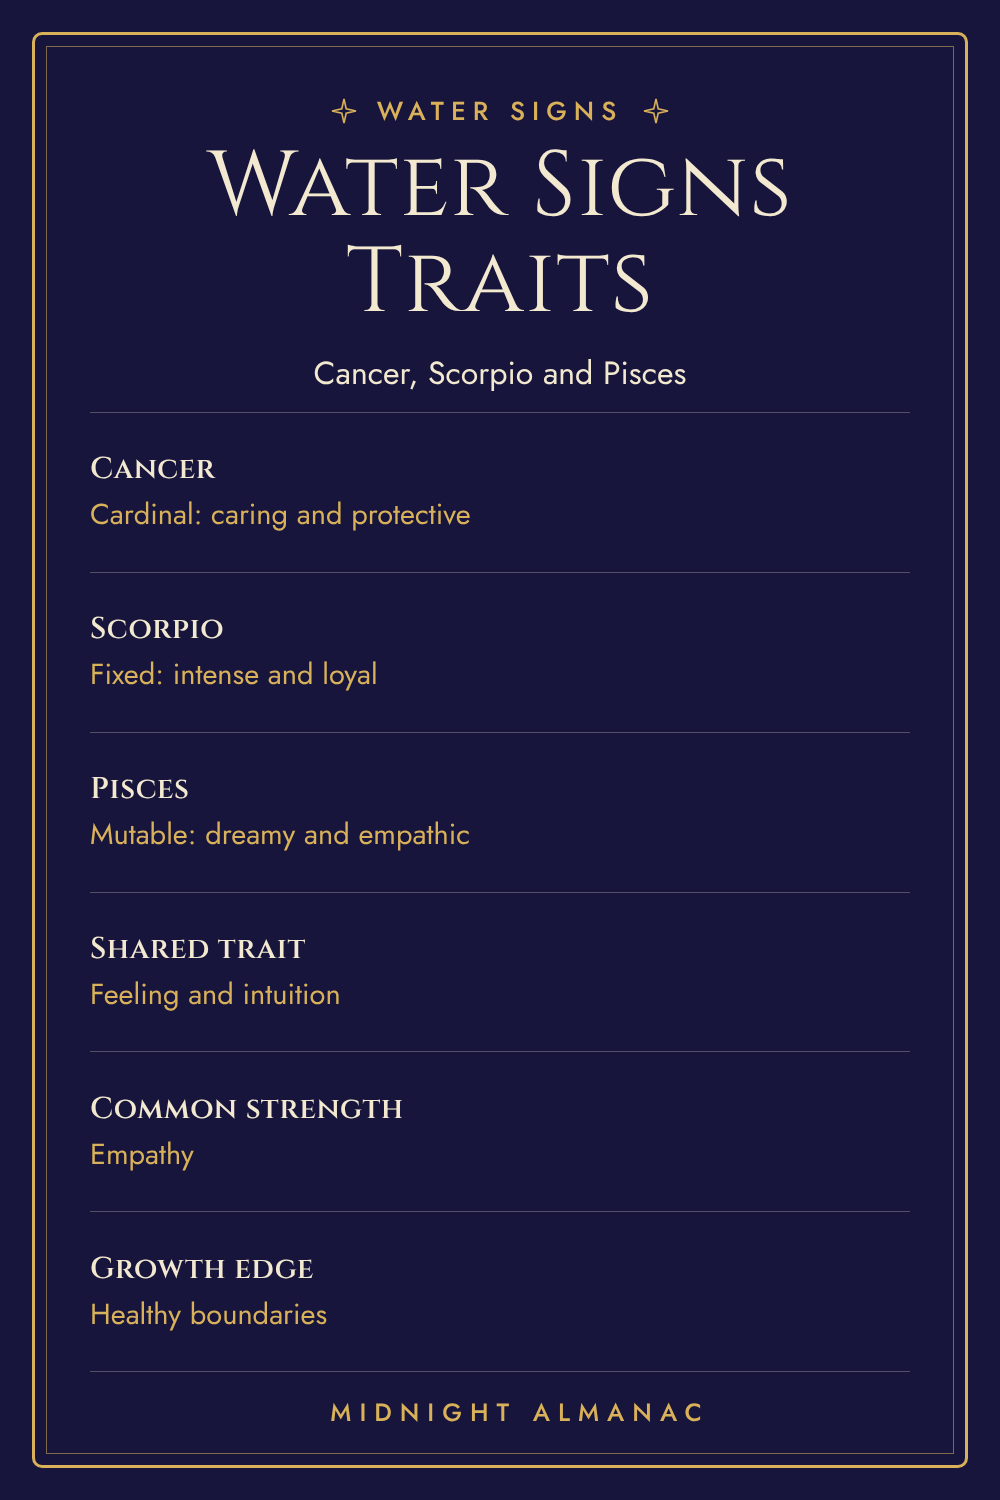 WATER SIGNS
Water Signs
Traits
Cancer, Scorpio and Pisces
Cancer
Cardinal: caring and protective
Scorpio
Fixed: intense and loyal
Pisces
Mutable: dreamy and empathic
Shared trait
Feeling and intuition
Common strength
Empathy
Growth edge
Healthy boundaries
MIDNIGHT ALMANAC